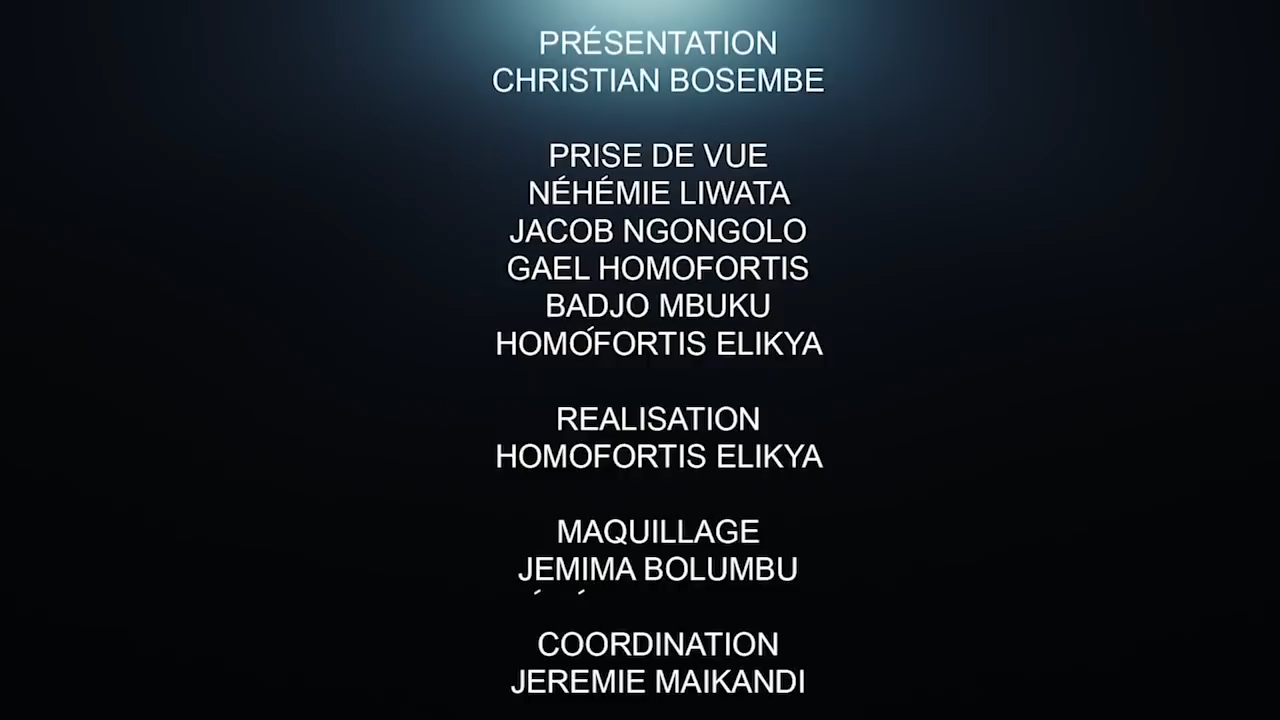 PRÉSENTATION
CHRISTIAN BOSEMBE
PRISE DE VUE
NÉHÉMIE LIWATA
JACOB NGONGOLO
GAEL HOMOFORTIS
BADJO MBUKU
HOMOFORTIS ELIKYA
REALISATION
HOMOFORTIS ELIKYA
MAQUILLAGE
JEMIMA BOLUMBU
COORDINATION
JEREMIE MAIKANDI